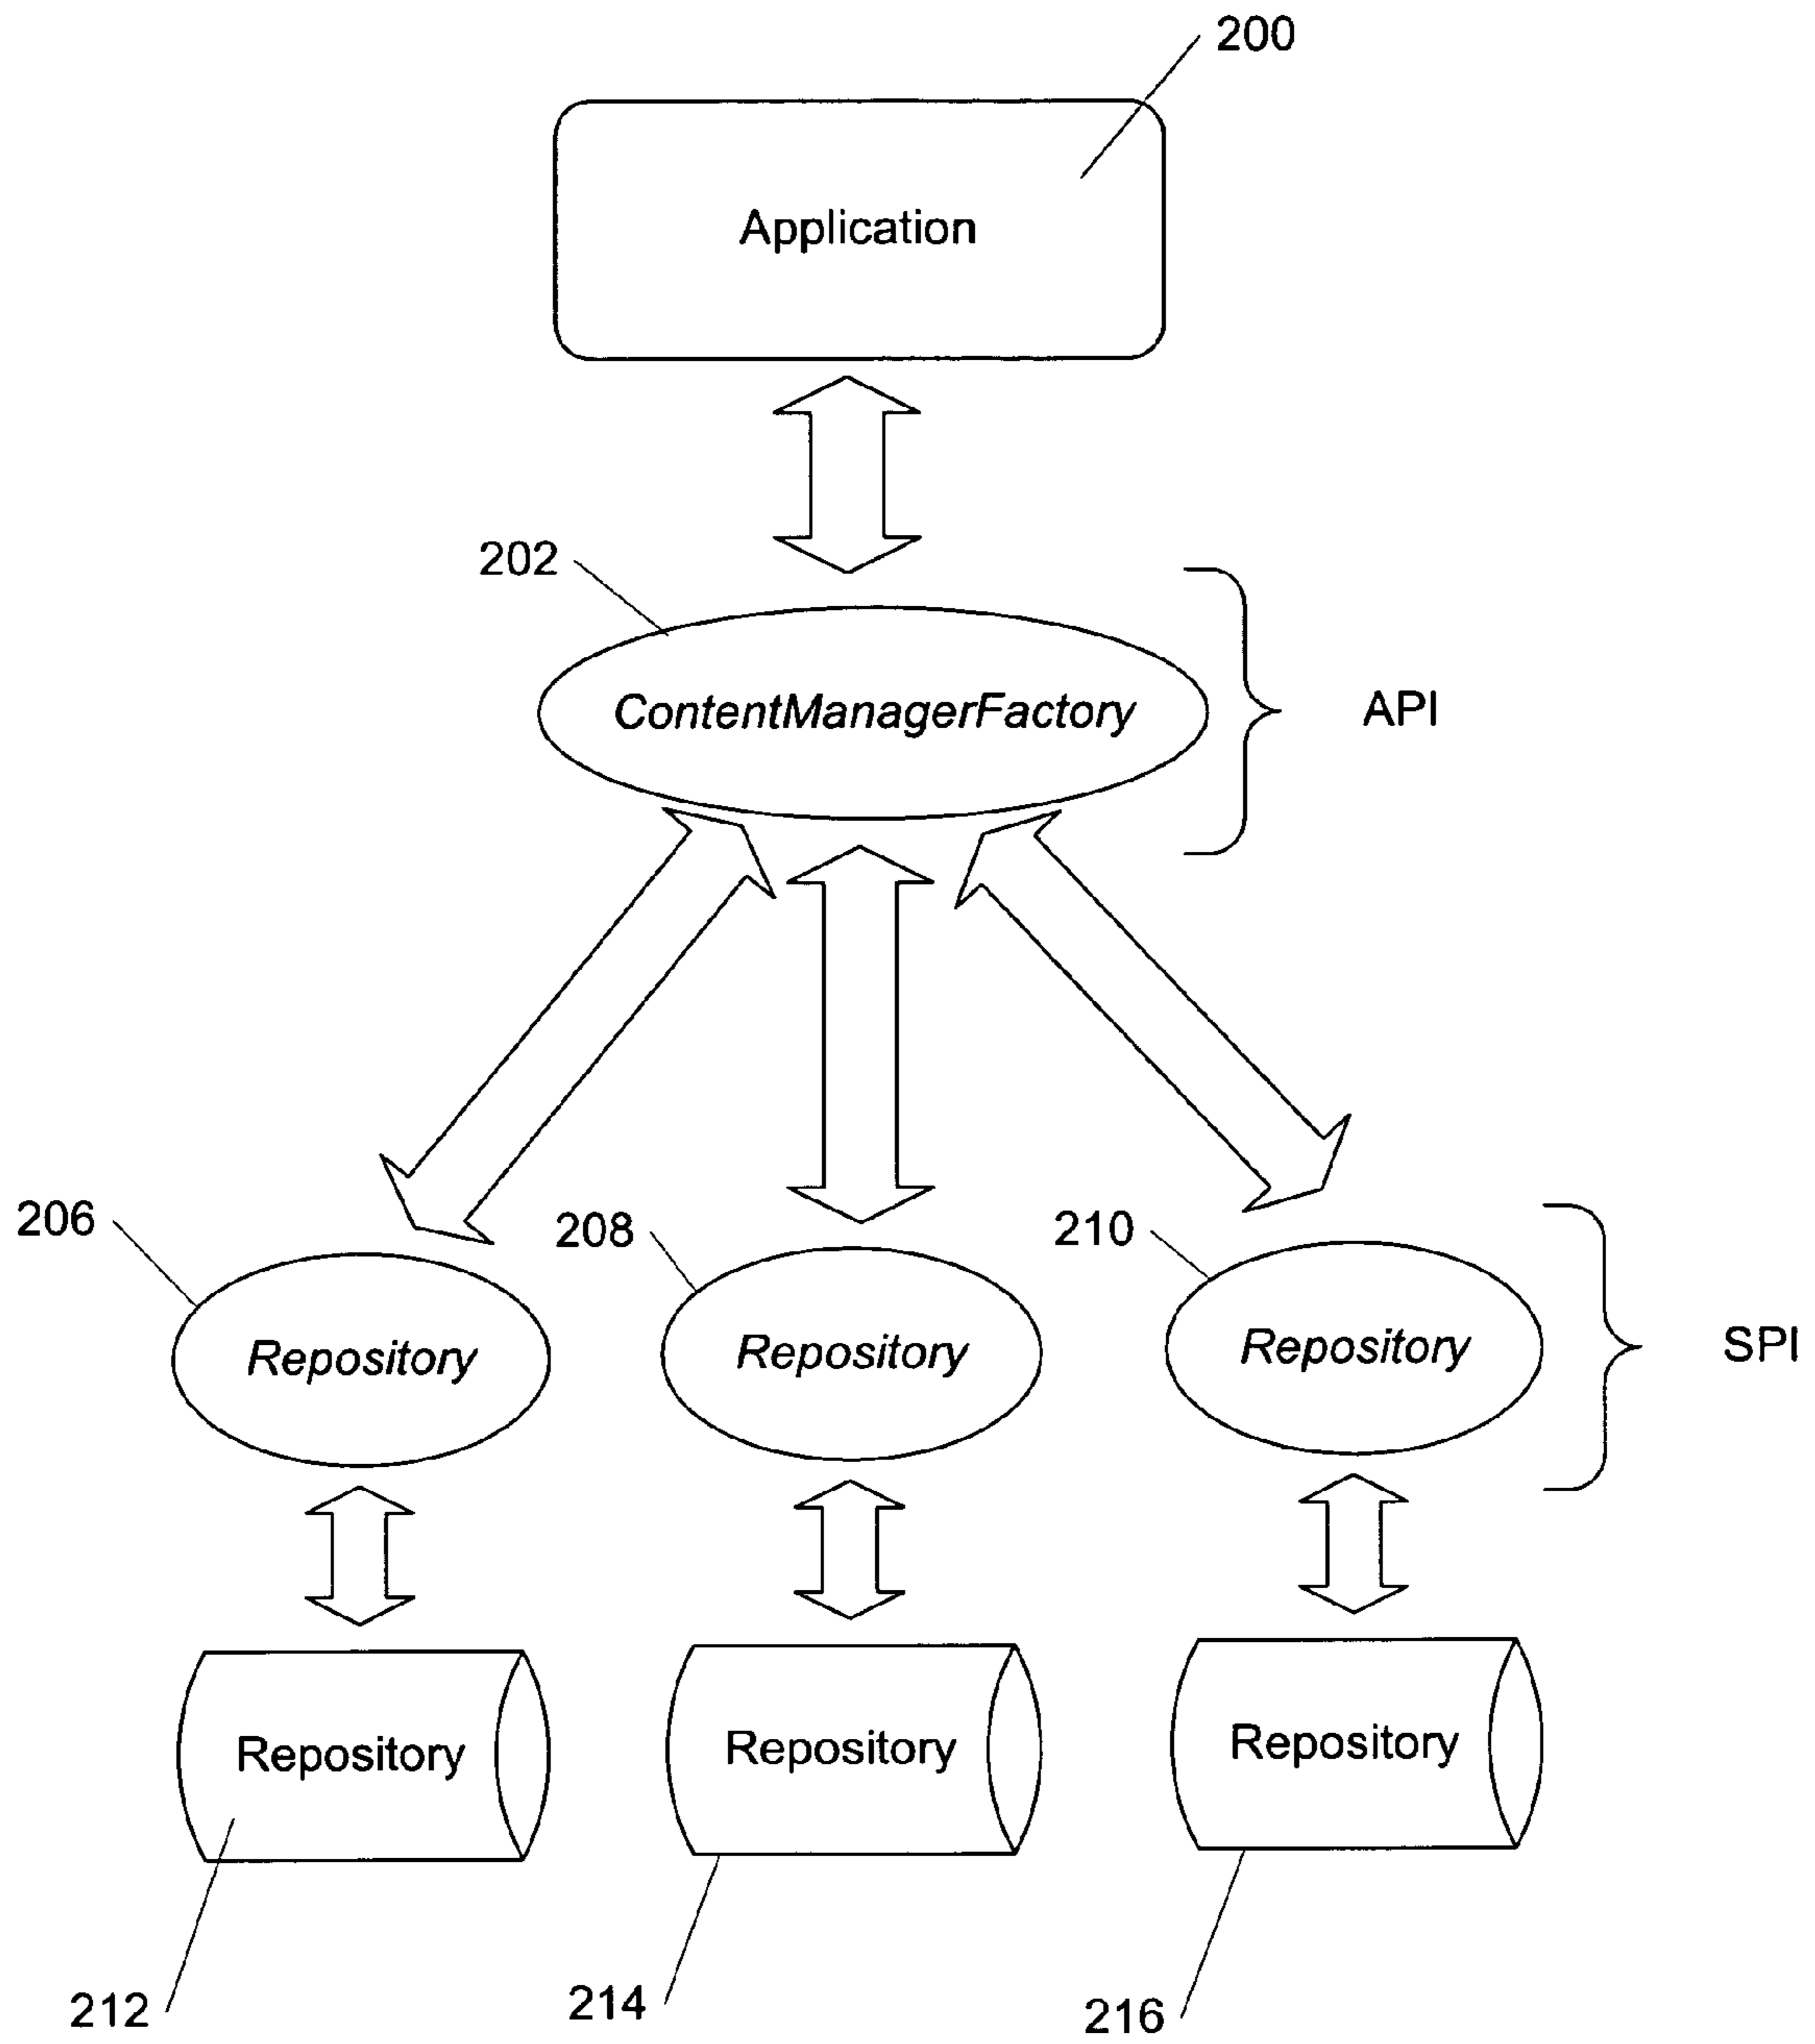 200
Application
202
ContentManagerFactory
API
206
208
210
Repository
Repository
Repository
SPI
Repository
Repository
Repository
212
214
216